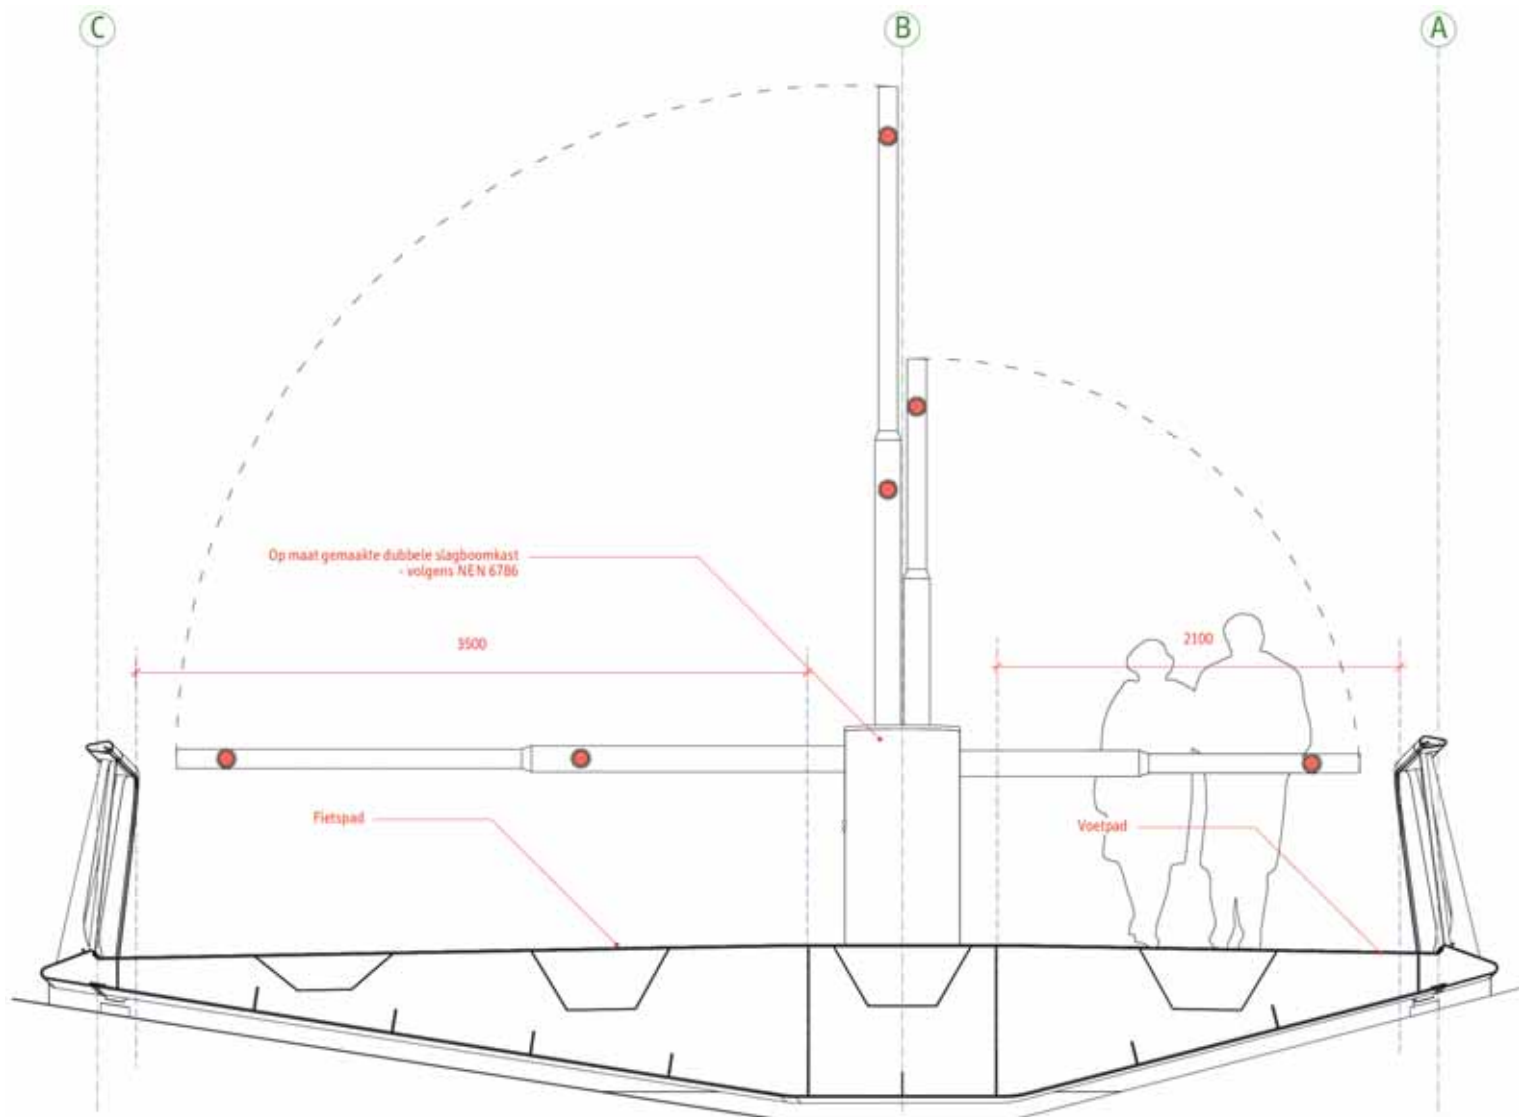 C
B
A
Op maat gemaakte dubbele slagboomkast
- volgens NEN 6786
3500
2100
Fietspad
Voetpad